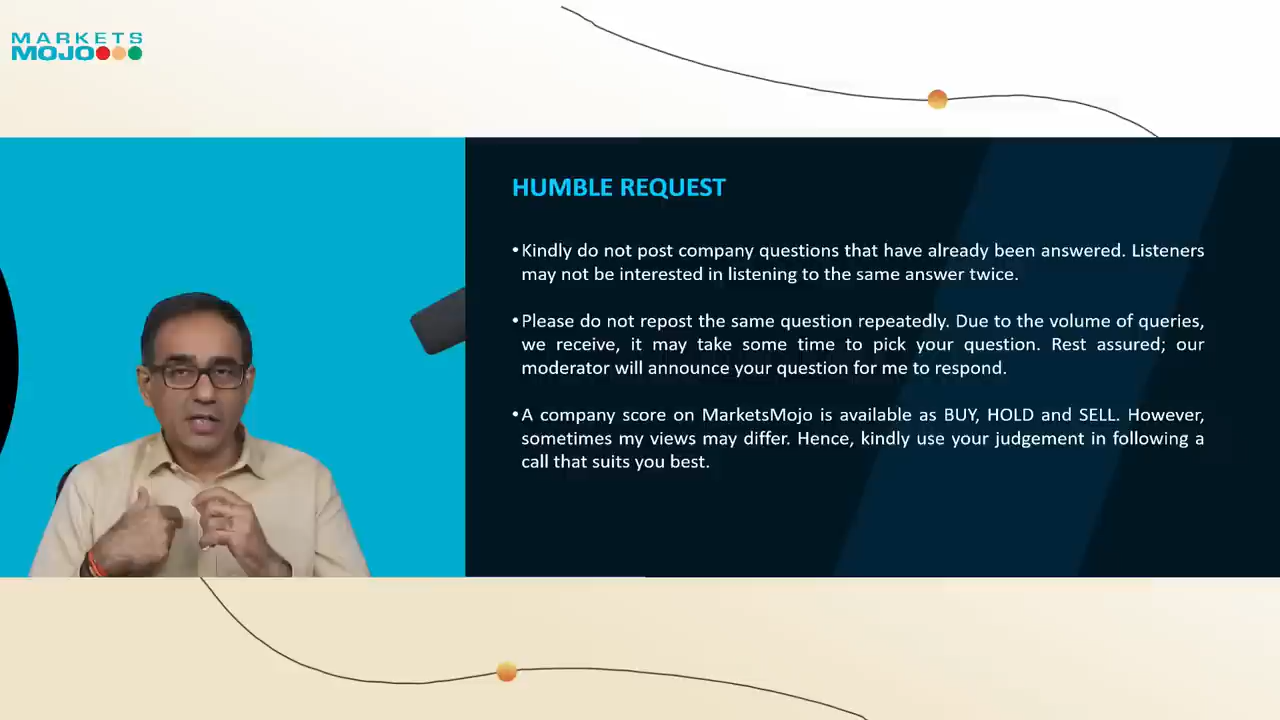 MARKETS
MOJO
HUMBLE REQUEST
•Kindly do not post company questions that have already been answered. Listeners
may not be interested in listening to the same answer twice.
•Please do not repost the same question repeatedly. Due to the volume of queries,
we receive, it may take some time to pick your question. Rest assured; our
moderator will announce your question for me to respond.
•A company score on MarketsMojo is available as BUY, HOLD and SELL. However,
sometimes my views may differ. Hence, kindly use your judgement in following a
call that suits you best.